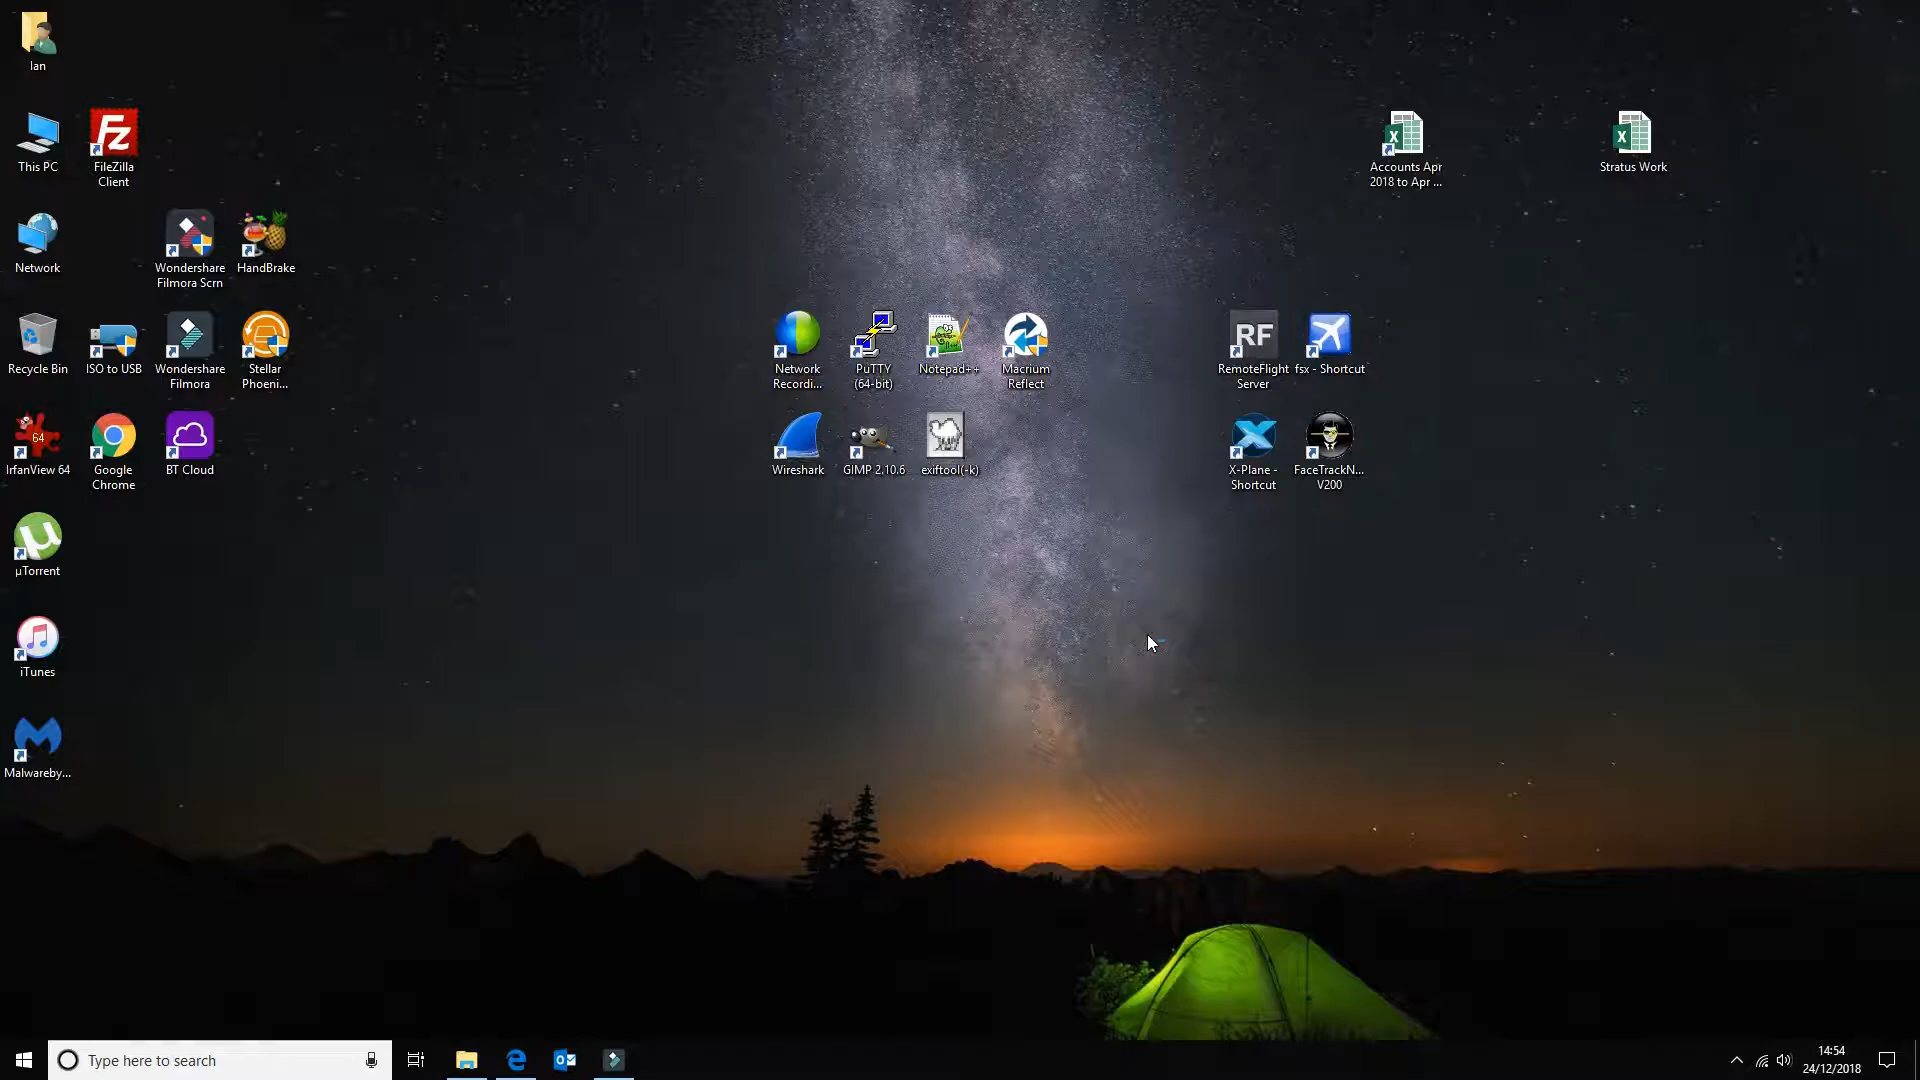 Ian
This PC
FileZilla
Client
Network
Wondershare
Filmora Scrn
HandBrake
Recycle Bin
ISO to USB
Wondershare
Filmora
Stellar
Phoeni...
64
IrfanView 64
Google
Chrome
BT Cloud
µTorrent
iTunes
Malwareby...
Network
Recordi...
PuTTY
(64-bit)
Notepad++
Macrium
Reflect
Wireshark
GIMP 2.10.6
exiftool(-k)
RF
RemoteFlight
Server
fsx - Shortcut
X-Plane -
Shortcut
FaceTrackN...
V200
Accounts Apr
2018 to Apr ...
Stratus Work
Type here to search
14:54
24/12/2018